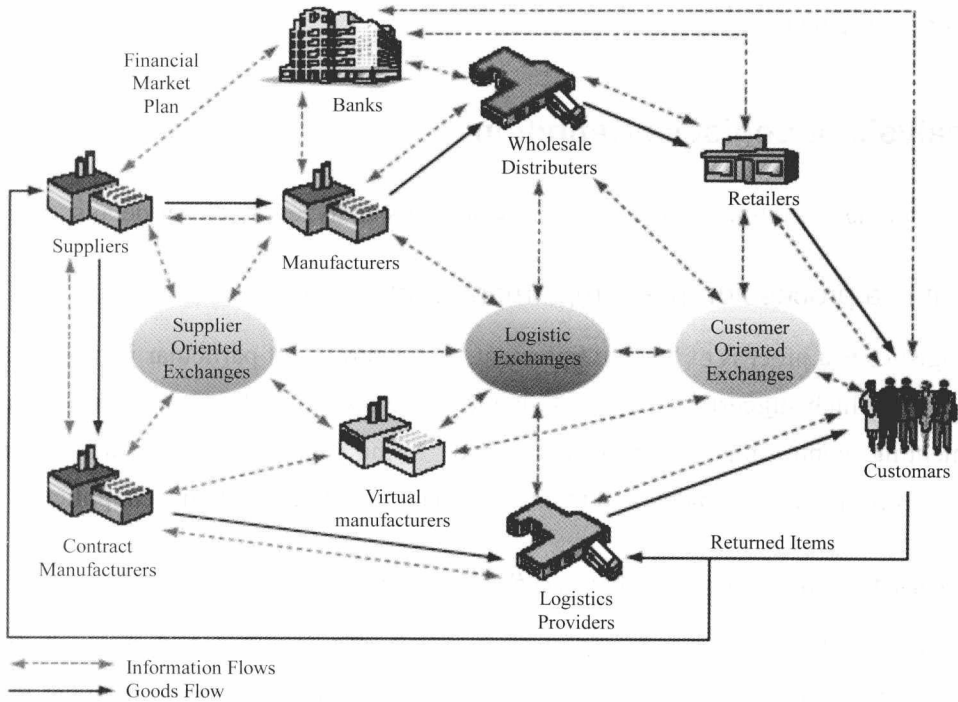 Financial
Market
Plan
Banks
Wholesale
Distributers
Retailers
Suppliers
Manufacturers
Supplier
Oriented
Exchanges
Logistic
Exchanges
Customer
Oriented
Exchanges
Customars
Virtual
manufacturers
Contract
Manufacturers
Returned Items
Logistics
Providers
Information Flows
Goods Flow